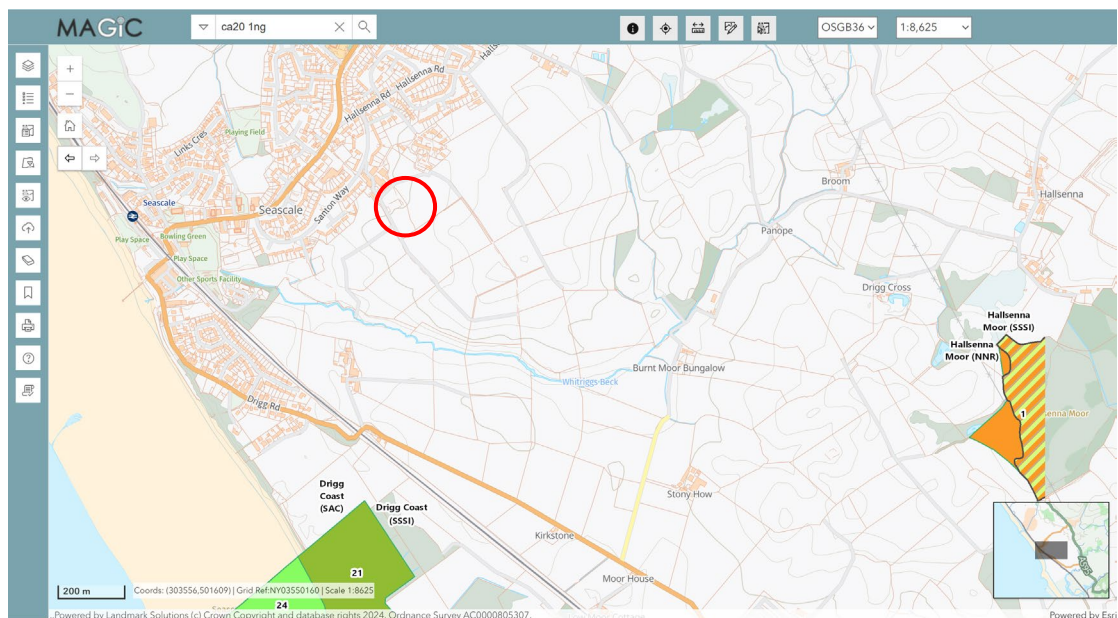 MAGiC
ca20 1ng
OSGB36
1:8,625
Hallsenna Rd
Hallsenna Rd
Links Cres
Playing Field
Santon Way
Seascale
Seascale
Play Space
Bowling Green
Play Space
Other Sports Facility
Broom
Hallsenna
Panope
Drigg Cross
Hallsenna
Moor (SSSI)
Hallsenna
Moor (NNR)
1
Burnt Moor Bungalow
Whitriggs Beck
Drigg Rd
Stony How
Drigg
Coast
(SAC)
Drigg Coast
(SSSI)
Kirkstone
Moor House
21
24
A595
200 m
Coords: (303556,501609) | Grid Ref:NY03550160 | Scale 1:8625
Powered by Landmark Solutions (c) Crown Copyright and database rights 2024. Ordnance Survey AC0000805307.
Powered by Esri